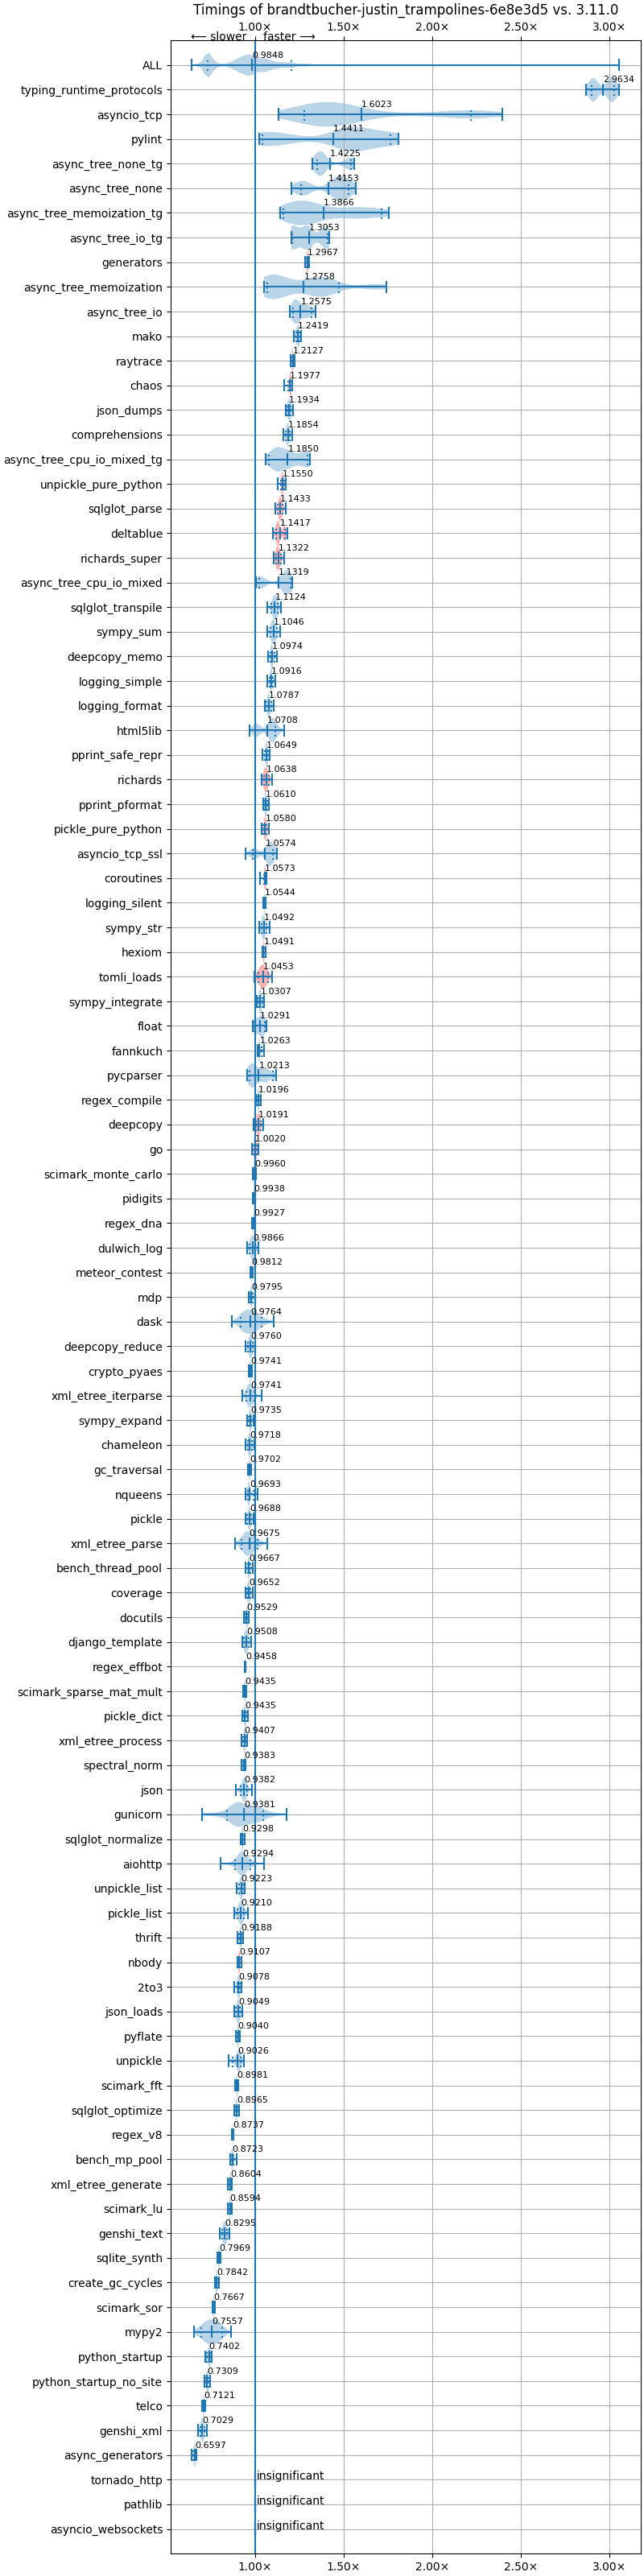 Timings of brandtbucher-justin_trampolines-6e8e3d5 vs. 3.11.0
1.00× 1.50× 2.00× 2.50× 3.00×
⟵ slower faster ⟶
ALL 0.9848
typing_runtime_protocols 2.9634
asyncio_tcp 1.6023
pylint 1.4411
async_tree_none_tg 1.4225
async_tree_none 1.4153
async_tree_memoization_tg 1.3866
async_tree_io_tg 1.3053
generators 1.2967
async_tree_memoization 1.2758
async_tree_io 1.2575
mako 1.2419
raytrace 1.2127
chaos 1.1977
json_dumps 1.1934
comprehensions 1.1854
async_tree_cpu_io_mixed_tg 1.1850
unpickle_pure_python 1.1550
sqlglot_parse 1.1433
deltablue 1.1417
richards_super 1.1322
async_tree_cpu_io_mixed 1.1319
sqlglot_transpile 1.1124
sympy_sum 1.1046
deepcopy_memo 1.0974
logging_simple 1.0916
logging_format 1.0787
html5lib 1.0708
pprint_safe_repr 1.0649
richards 1.0638
pprint_pformat 1.0610
pickle_pure_python 1.0580
asyncio_tcp_ssl 1.0574
coroutines 1.0573
logging_silent 1.0544
sympy_str 1.0492
hexiom 1.0491
tomli_loads 1.0453
sympy_integrate 1.0307
float 1.0291
fannkuch 1.0263
pycparser 1.0213
regex_compile 1.0196
deepcopy 1.0191
go 1.0020
scimark_monte_carlo 0.9960
pidigits 0.9938
regex_dna 0.9927
dulwich_log 0.9866
meteor_contest 0.9812
mdp 0.9795
dask 0.9764
deepcopy_reduce 0.9760
crypto_pyaes 0.9741
xml_etree_iterparse 0.9741
sympy_expand 0.9735
chameleon 0.9718
gc_traversal 0.9702
nqueens 0.9693
pickle 0.9688
xml_etree_parse 0.9675
bench_thread_pool 0.9667
coverage 0.9652
docutils 0.9529
django_template 0.9508
regex_effbot 0.9458
scimark_sparse_mat_mult 0.9435
pickle_dict 0.9435
xml_etree_process 0.9407
spectral_norm 0.9383
json 0.9382
gunicorn 0.9381
sqlglot_normalize 0.9298
aiohttp 0.9294
unpickle_list 0.9223
pickle_list 0.9210
thrift 0.9188
nbody 0.9107
2to3 0.9078
json_loads 0.9049
pyflate 0.9040
unpickle 0.9026
scimark_fft 0.8981
sqlglot_optimize 0.8965
regex_v8 0.8737
bench_mp_pool 0.8723
xml_etree_generate 0.8604
scimark_lu 0.8594
genshi_text 0.8295
sqlite_synth 0.7969
create_gc_cycles 0.7842
scimark_sor 0.7667
mypy2 0.7557
python_startup 0.7402
python_startup_no_site 0.7309
telco 0.7121
genshi_xml 0.7029
async_generators 0.6597
tornado_http insignificant
pathlib insignificant
asyncio_websockets insignificant
1.00× 1.50× 2.00× 2.50× 3.00×